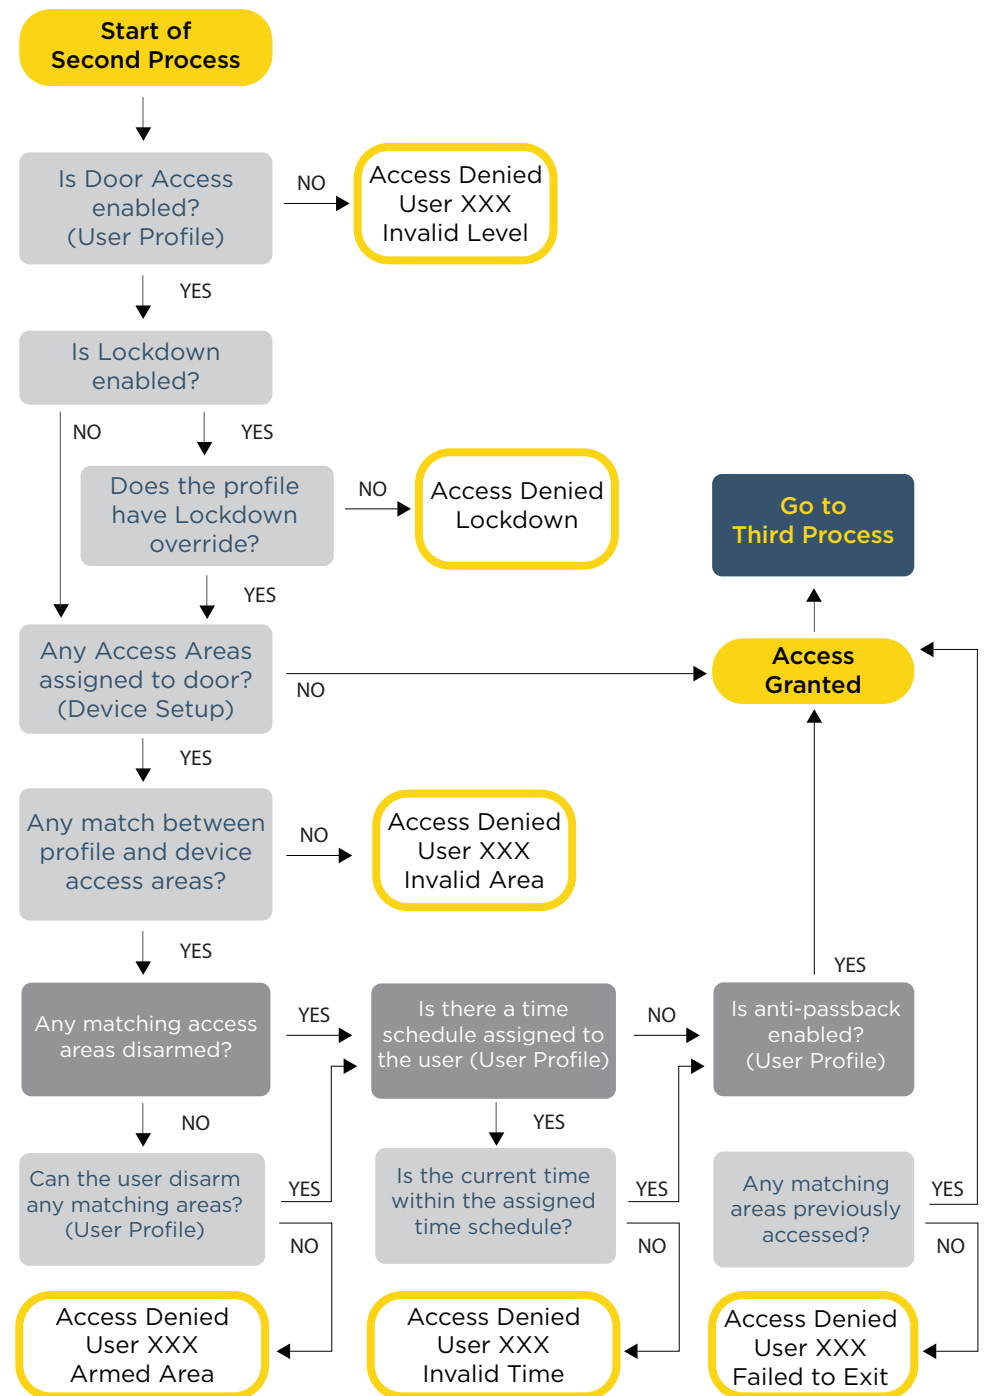 Start of
Second Process
Is Door Access
enabled?
(User Profile)
NO
Access Denied
User XXX
Invalid Level
YES
Is Lockdown
enabled?
NO
YES
Does the profile
have Lockdown
override?
NO
Access Denied
Lockdown
Go to
Third Process
YES
Any Access Areas
assigned to door?
(Device Setup)
NO
Access
Granted
YES
Any match between
profile and device
access areas?
NO
Access Denied
User XXX
Invalid Area
YES
YES
Any matching access
areas disarmed?
YES
Is there a time
schedule assigned to
the user (User Profile)
NO
Is anti-passback
enabled?
(User Profile)
NO
YES
Can the user disarm
any matching areas?
(User Profile)
YES
NO
Is the current time
within the assigned
time schedule?
YES
NO
Any matching
areas previously
accessed?
YES
NO
Access Denied
User XXX
Armed Area
Access Denied
User XXX
Invalid Time
Access Denied
User XXX
Failed to Exit